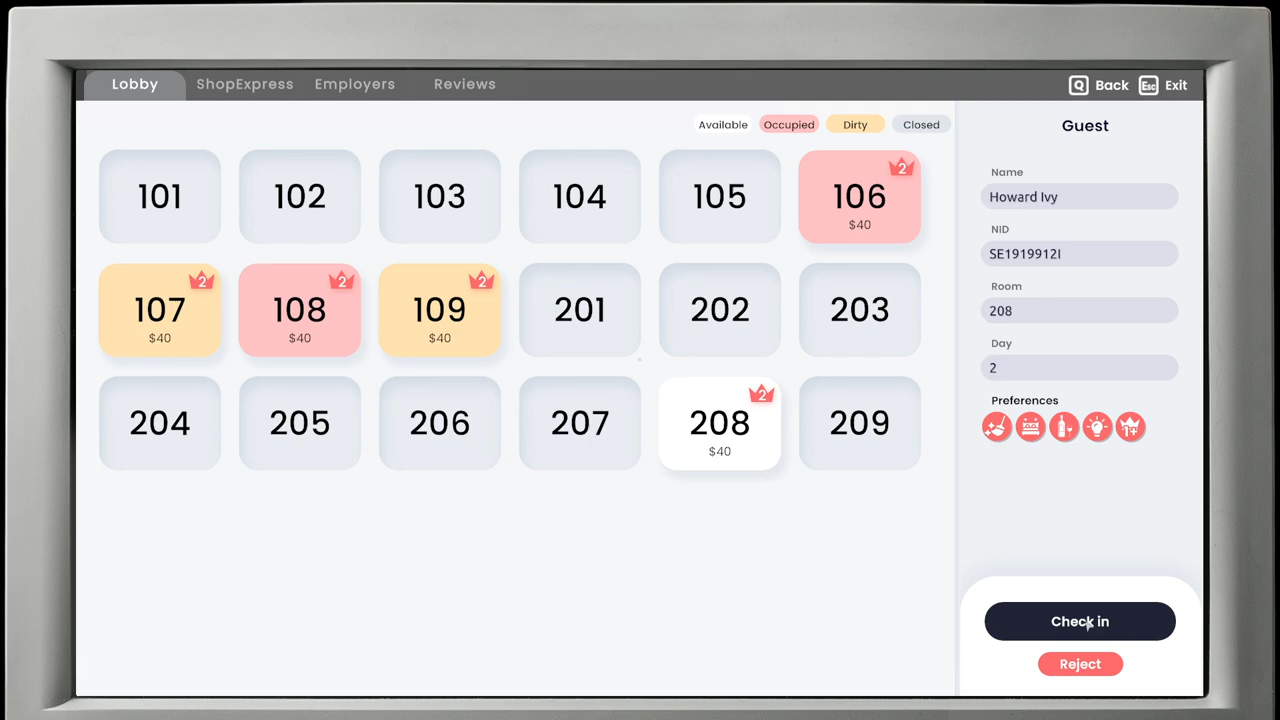 Lobby ShopExpress Employers Reviews Q Back Esc Exit
Available Occupied Dirty Closed
Guest
101 102 103 104 105 2 106 $40
2 107 $40 2 108 $40 2 109 $40 201 202 203
204 205 206 207 2 208 $40 209
Name
Howard Ivy
NID
SE1919912I
Room
208
Day
2
Preferences
1+
Check in
Reject